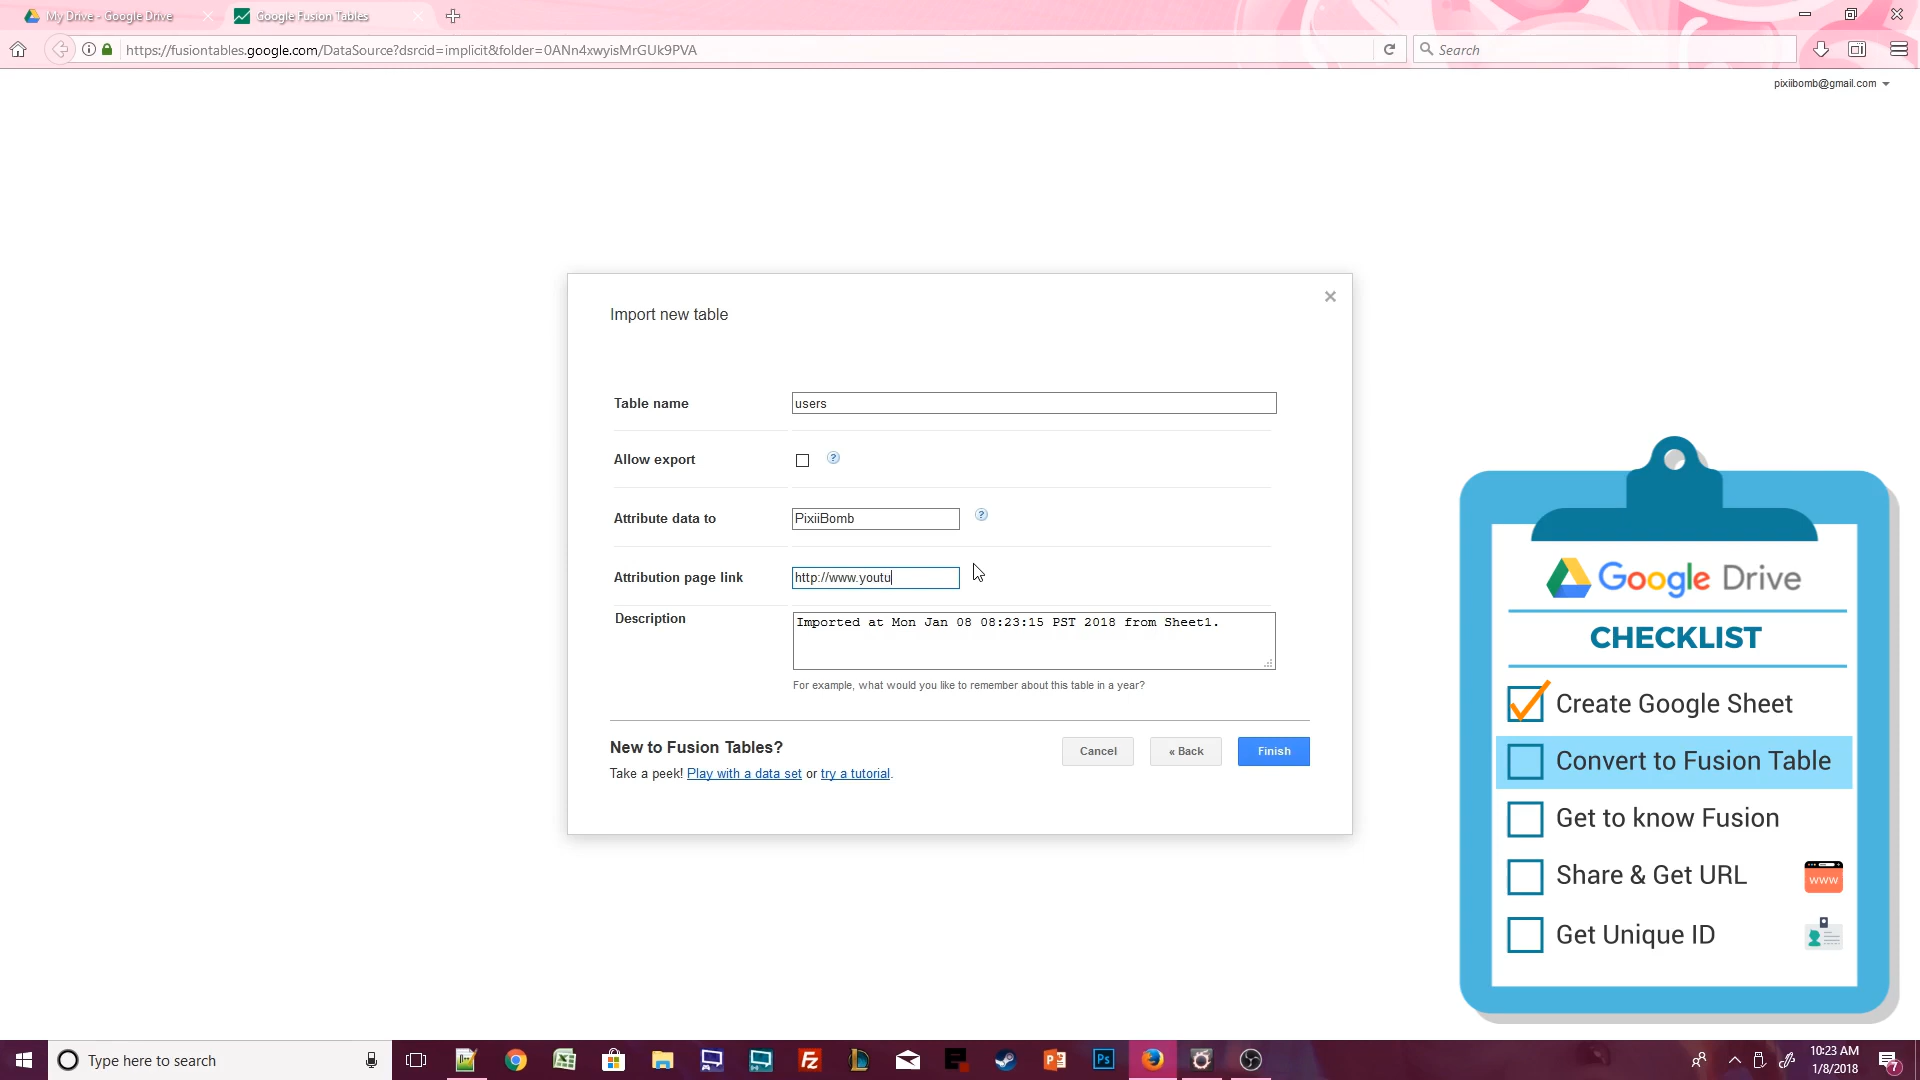 My Drive - Google Drive
Google Fusion Tables
https://fusiontables.google.com/DataSource?dsrcid=implicit&folder=0ANn4xwyisMrGUk9PVA
Search
pixiibomb@gmail.com
Import new table
Table name
users
Allow export
?
Attribute data to
PixiiBomb
?
Attribution page link
http://www.youtu
Description
Imported at Mon Jan 08 08:23:15 PST 2018 from Sheet1.
For example, what would you like to remember about this table in a year?
New to Fusion Tables?
Take a peek! Play with a data set or try a tutorial.
Cancel
« Back
Finish
Google Drive
CHECKLIST
Create Google Sheet
Convert to Fusion Table
Get to know Fusion
Share & Get URL
www
Get Unique ID
Type here to search
Fz
Ps
10:23 AM
1/8/2018
7